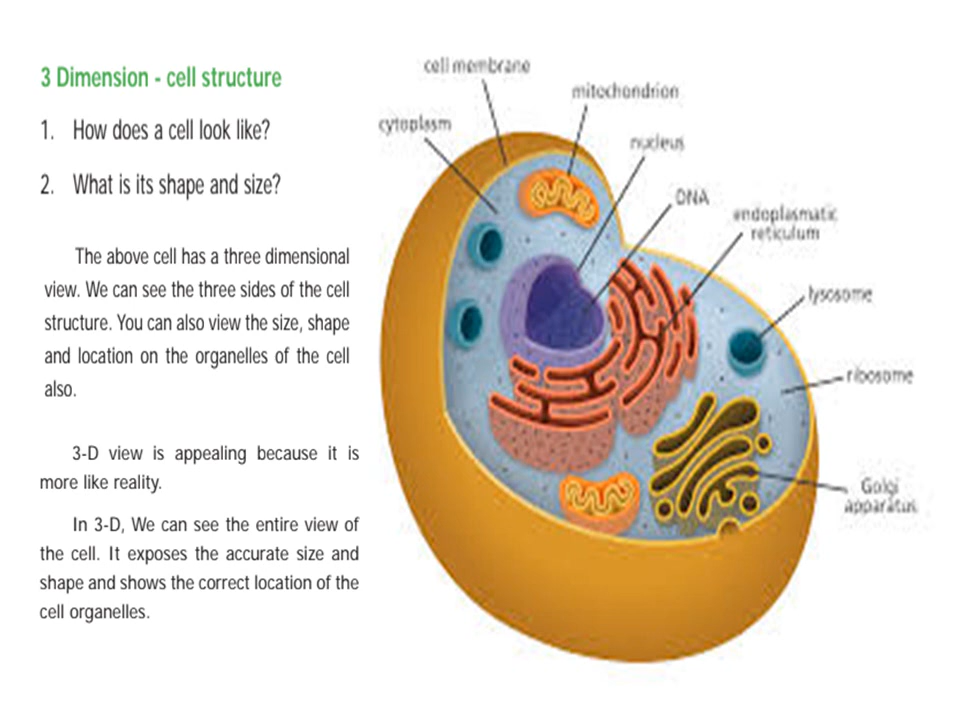 3 Dimension - cell structure
1. How does a cell look like?
2. What is its shape and size?
The above cell has a three dimensional
view. We can see the three sides of the cell
structure. You can also view the size, shape
and location on the organelles of the cell
also.
3-D view is appealing because it is
more like reality.
In 3-D, We can see the entire view of
the cell. It exposes the accurate size and
shape and shows the correct location of the
cell organelles.
cell membrane
mitochondrion
cytoplasm
nucleus
DNA
endoplasmatic
reticulum
lysosome
ribosome
Golgi
apparatus